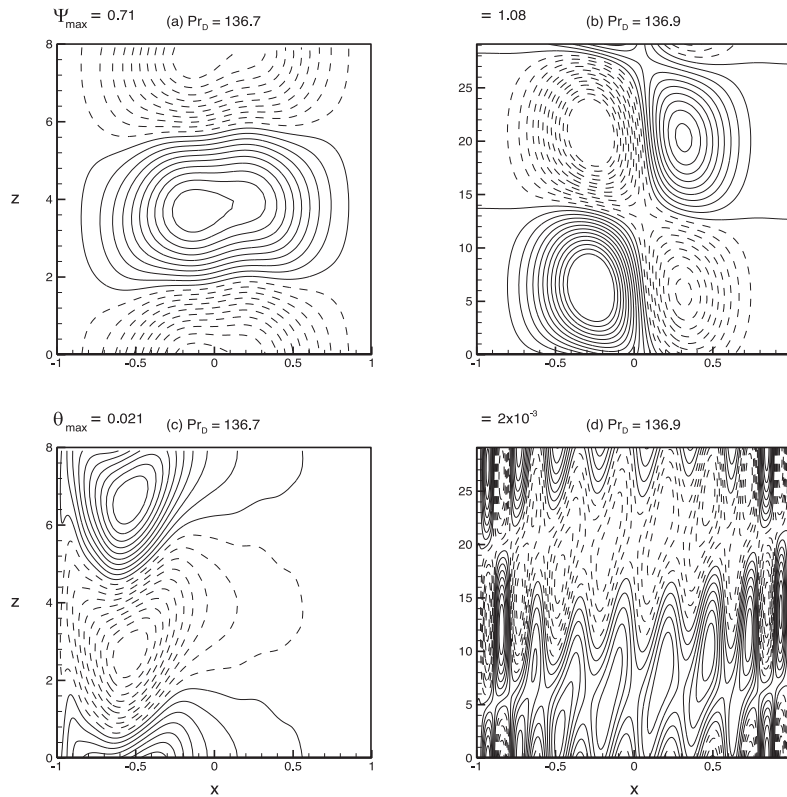 Ψmax = 0.71 (a) PrD = 136.7
= 1.08 (b) PrD = 136.9
8
6
4
2
0
z
-1 -0.5 0 0.5 1
25
20
15
10
5
0
-1 -0.5 0 0.5
θmax = 0.021 (c) PrD = 136.7
= 2x10-3 (d) PrD = 136.9
8
6
4
2
0
z
-1 -0.5 0 0.5 1
x
25
20
15
10
5
0
-1 -0.5 0 0.5
x